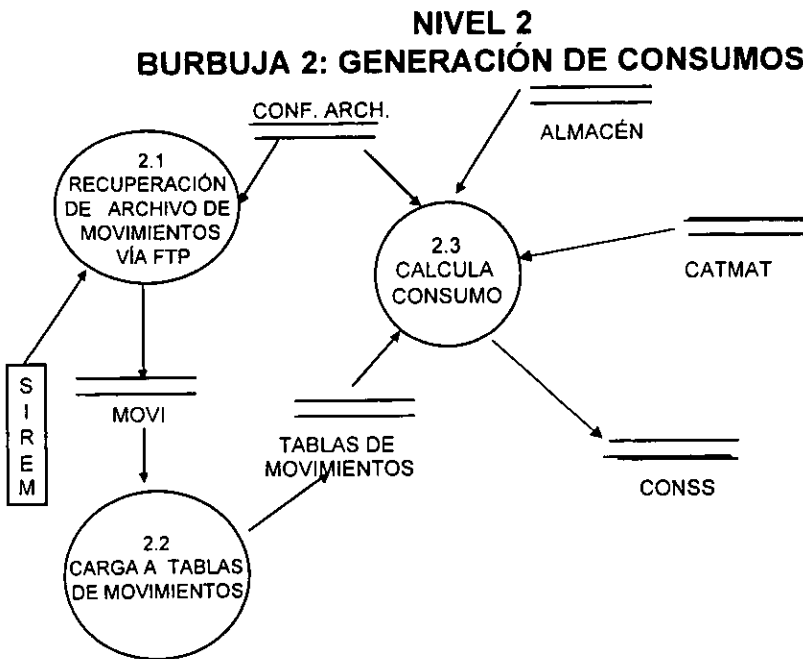 NIVEL 2
BURBUJA 2: GENERACIÓN DE CONSUMOS
CONF. ARCH.
ALMACÉN
2.1
RECUPERACIÓN
DE ARCHIVO DE
MOVIMIENTOS
VÍA FTP
2.3
CALCULA
CONSUMO
CATMAT
SIREM
MOVI
TABLAS DE
MOVIMIENTOS
CONSS
2.2
CARGA A TABLAS
DE MOVIMIENTOS